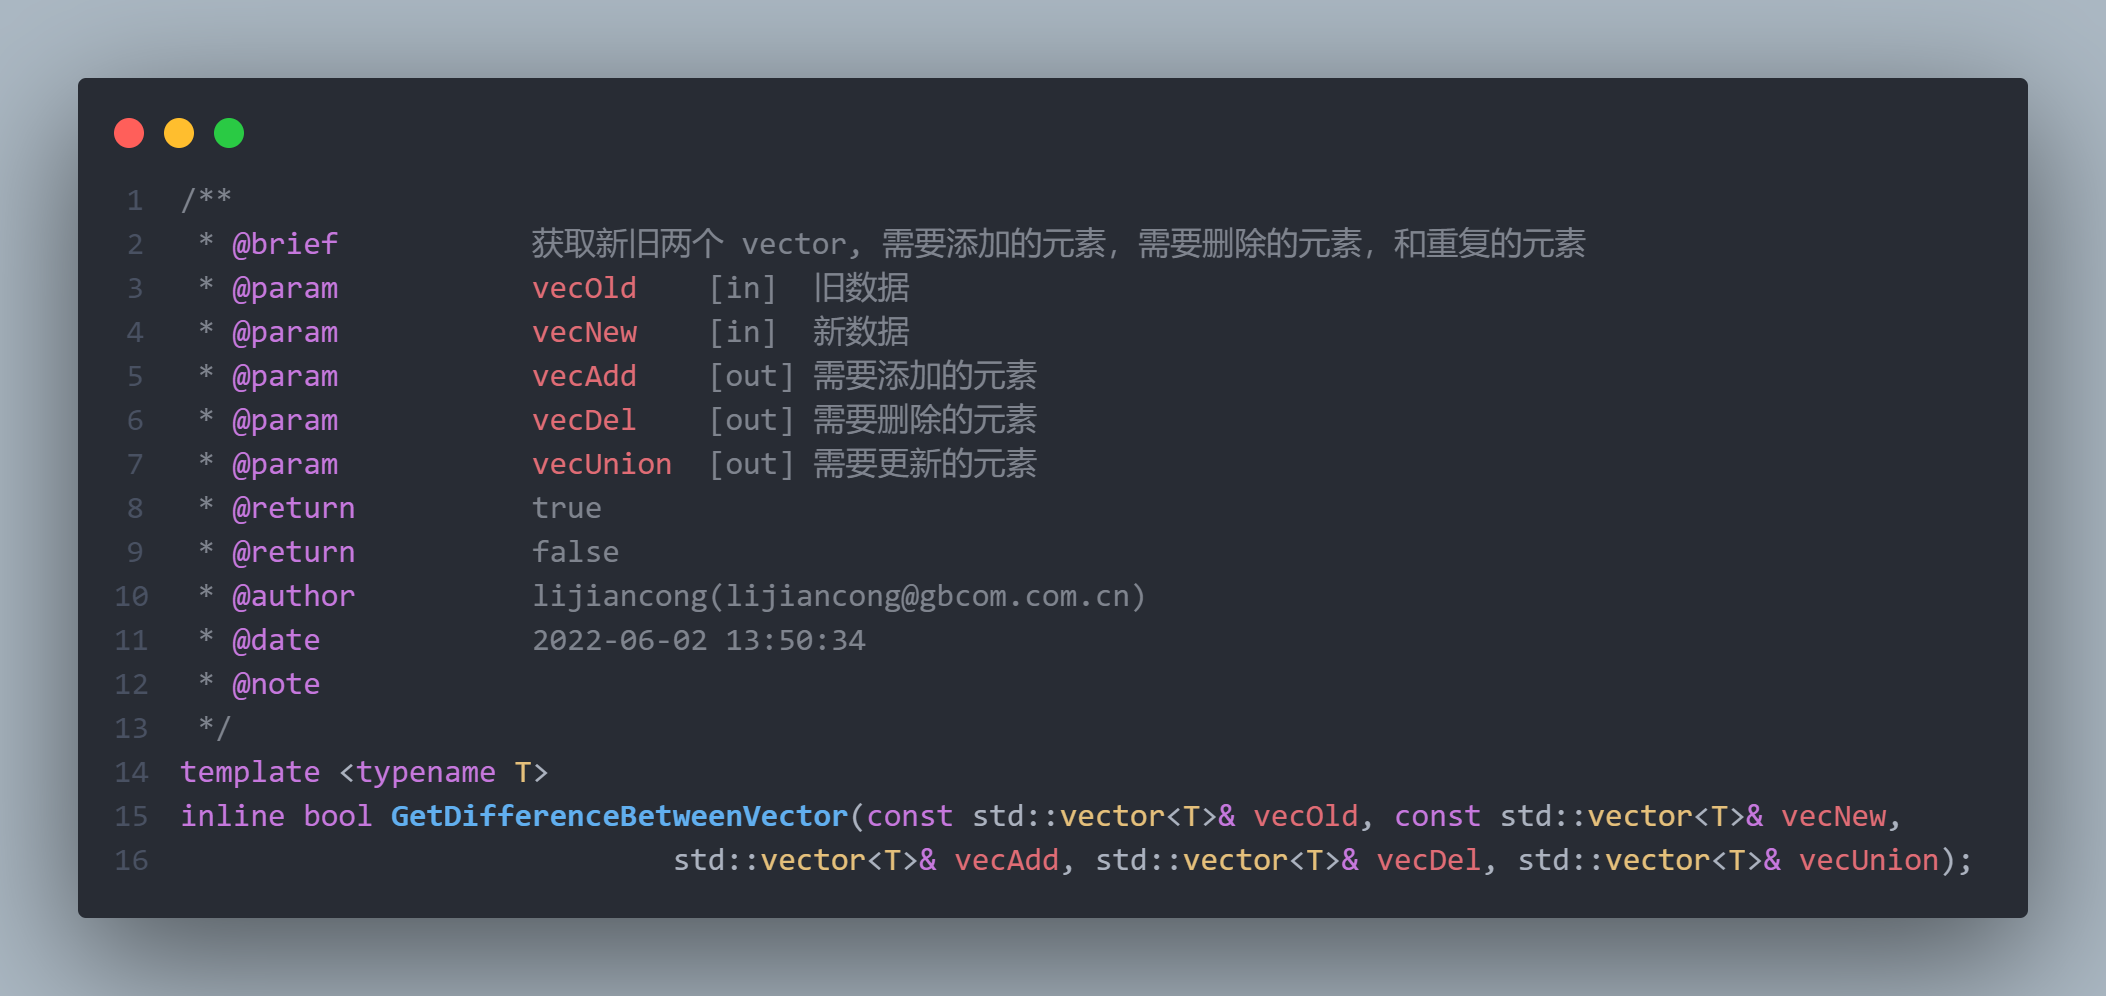 1 /**
2  * @brief           获取新旧两个 vector, 需要添加的元素，需要删除的元素，和重复的元素
3  * @param           vecOld    [in]  旧数据
4  * @param           vecNew    [in]  新数据
5  * @param           vecAdd    [out] 需要添加的元素
6  * @param           vecDel    [out] 需要删除的元素
7  * @param           vecUnion  [out] 需要更新的元素
8  * @return          true
9  * @return          false
10  * @author          lijiancong(lijiancong@gbcom.com.cn)
11  * @date            2022-06-02 13:50:34
12  * @note
13  */
14 template <typename T>
15 inline bool GetDifferenceBetweenVector(const std::vector<T>& vecOld, const std::vector<T>& vecNew,
16                             std::vector<T>& vecAdd, std::vector<T>& vecDel, std::vector<T>& vecUnion);